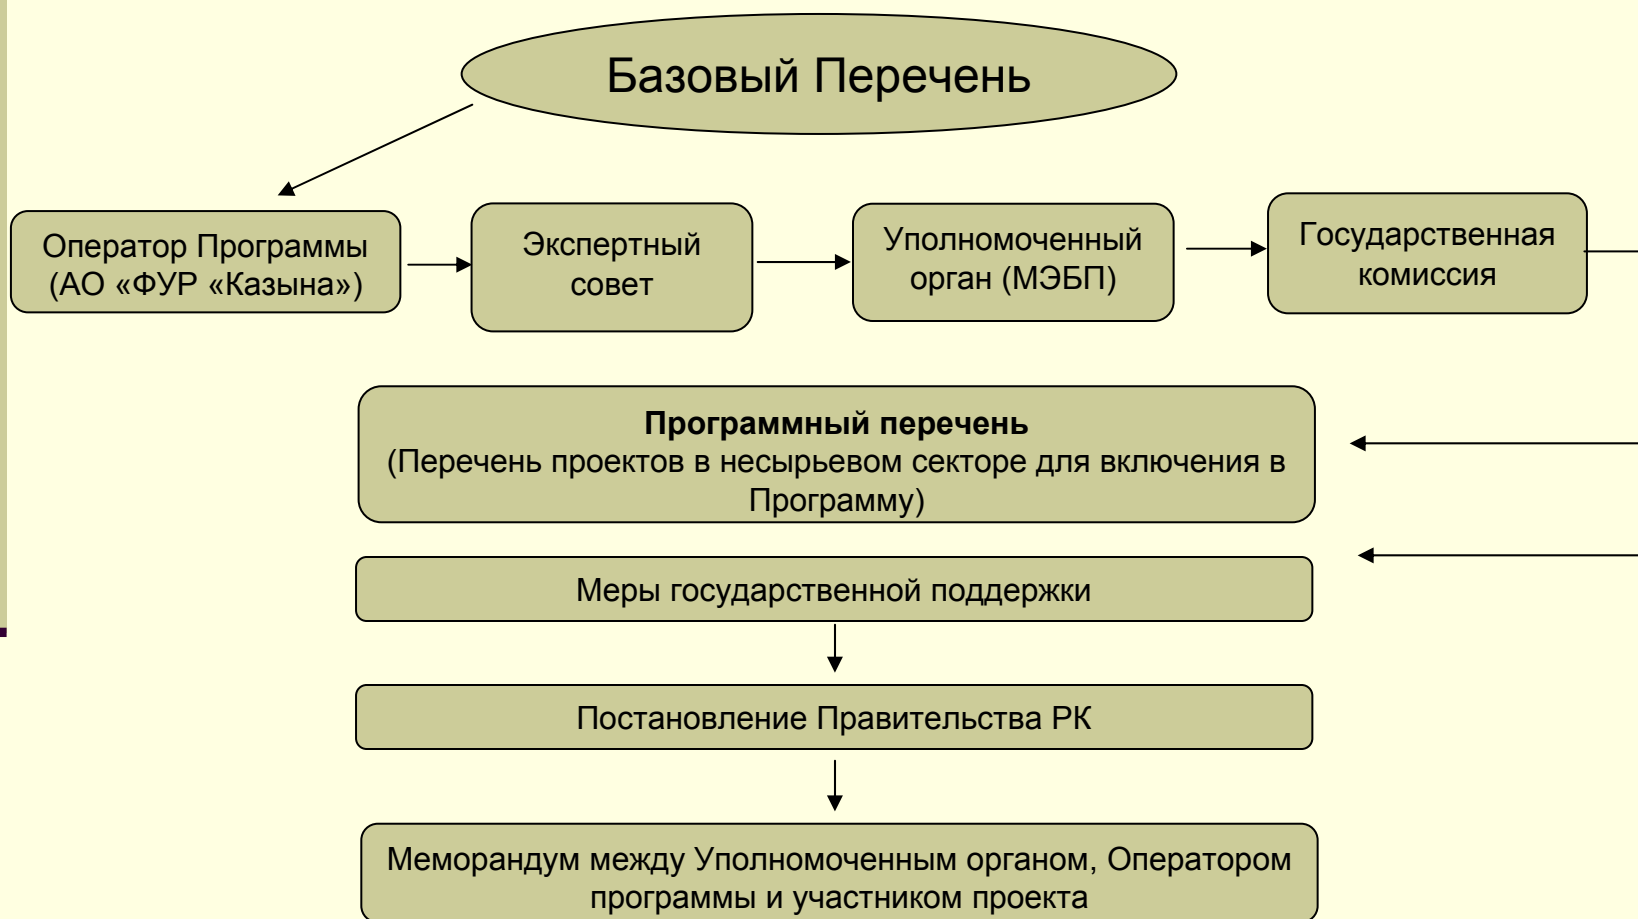 Базовый Перечень
Оператор Программы
(АО «ФУР «Казына»)
Экспертный
совет
Уполномоченный
орган (МЭБП)
Государственная
комиссия
Программный перечень
(Перечень проектов в несырьевом секторе для включения в
Программу)
Меры государственной поддержки
Постановление Правительства РК
Меморандум между Уполномоченным органом, Оператором
программы и участником проекта